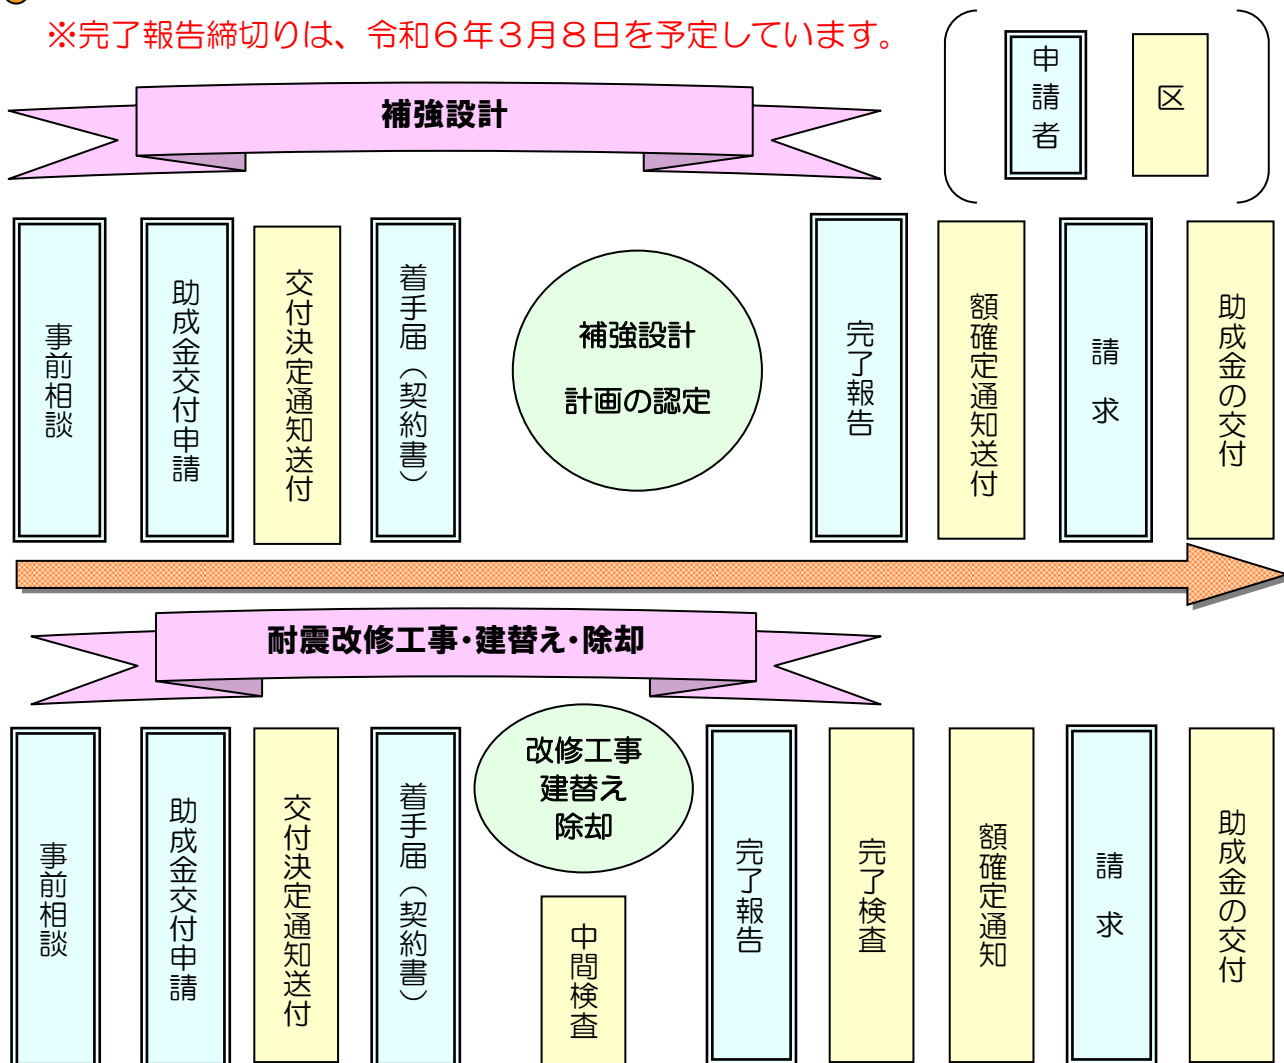 ※完了報告締切りは、令和６年３月８日を予定しています。
申請者
区
補強設計
事前相談
助成金交付申請
交付決定通知送付
着手届（契約書）
補強設計
計画の認定
完了報告
額確定通知送付
請求
助成金の交付
耐震改修工事・建替え・除却
事前相談
助成金交付申請
交付決定通知送付
着手届（契約書）
改修工事
建替え
除却
中間検査
完了報告
完了検査
額確定通知
請求
助成金の交付